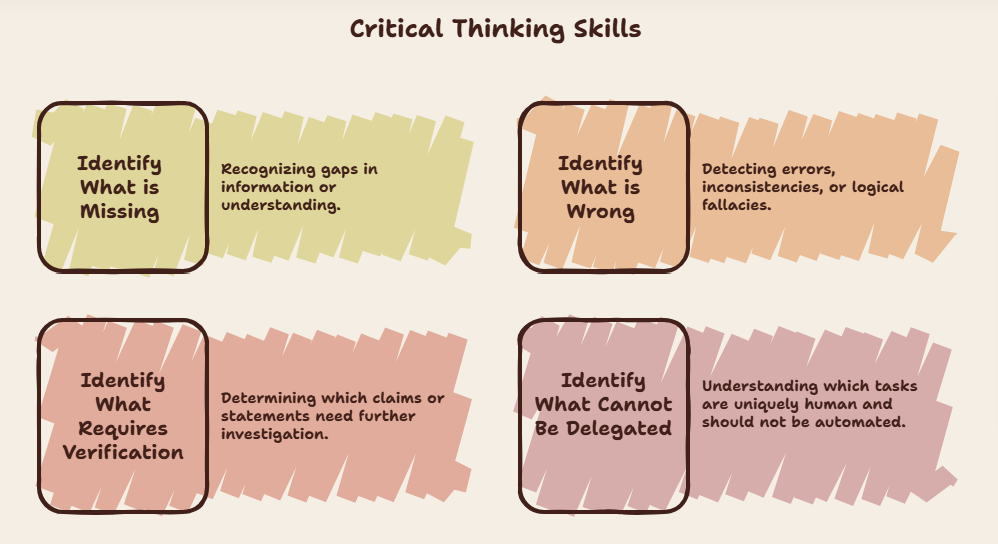 Critical Thinking Skills
Identify
What is
Missing
Recognizing gaps in
information or
understanding.
Identify
What is
Wrong
Detecting errors,
inconsistencies, or logical
fallacies.
Identify
What
Requires
Verification
Determining which claims or
statements need further
investigation.
Identify
What Cannot
Be Delegated
Understanding which tasks
are uniquely human and
should not be automated.